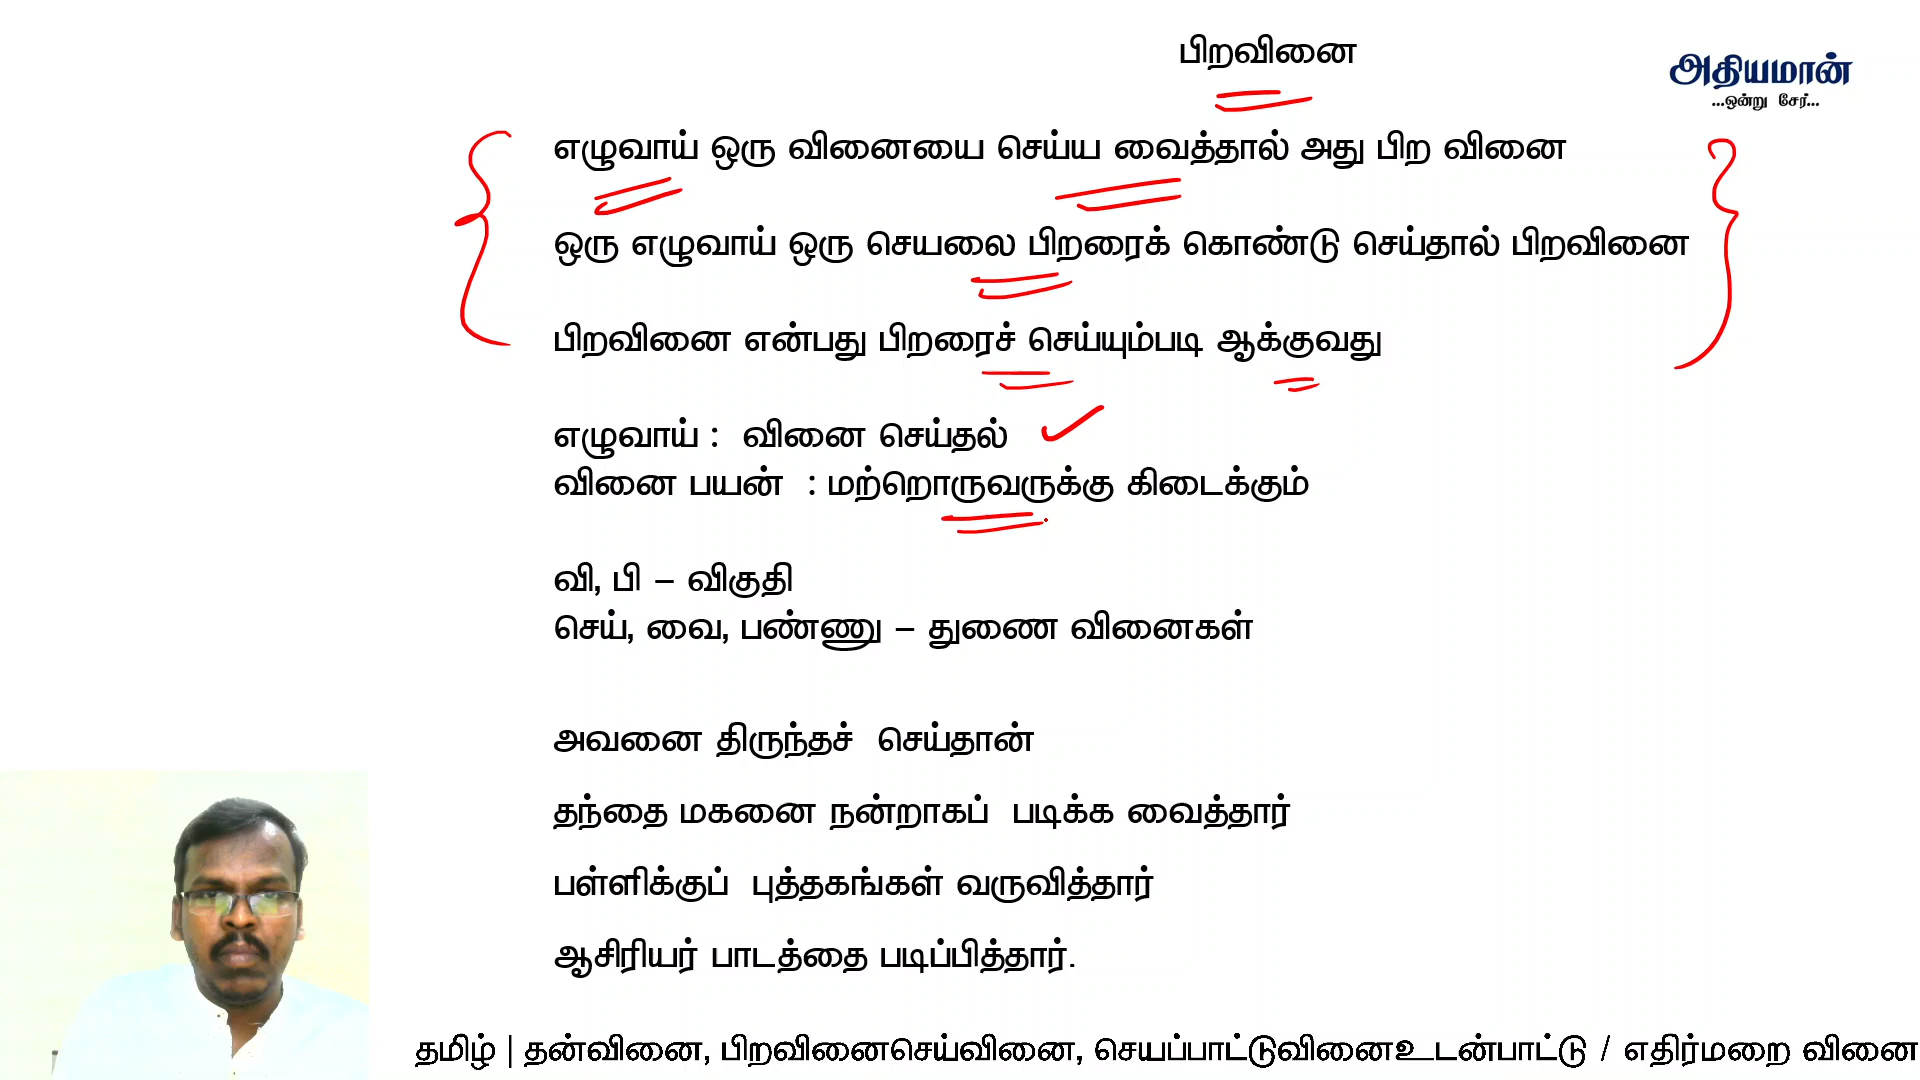 பிறவினை
அதியமான்
...ஒன்று சேர்...
எழுவாய் ஒரு வினையை செய்ய வைத்தால் அது பிற வினை
ஒரு எழுவாய் ஒரு செயலை பிறரைக் கொண்டு செய்தால் பிறவினை
பிறவினை என்பது பிறரைச் செய்யும்படி ஆக்குவது
எழுவாய் : வினை செய்தல்
வினை பயன் : மற்றொருவருக்கு கிடைக்கும்
வி, பி – விகுதி
செய், வை, பண்ணு – துணை வினைகள்
அவனை திருந்தச் செய்தான்
தந்தை மகனை நன்றாகப் படிக்க வைத்தார்
பள்ளிக்குப் புத்தகங்கள் வருவித்தார்
ஆசிரியர் பாடத்தை படிப்பித்தார்.
தமிழ் | தன்வினை, பிறவினைசெய்வினை, செயப்பாட்டுவினைஉடன்பாட்டு / எதிர்மறை வினை